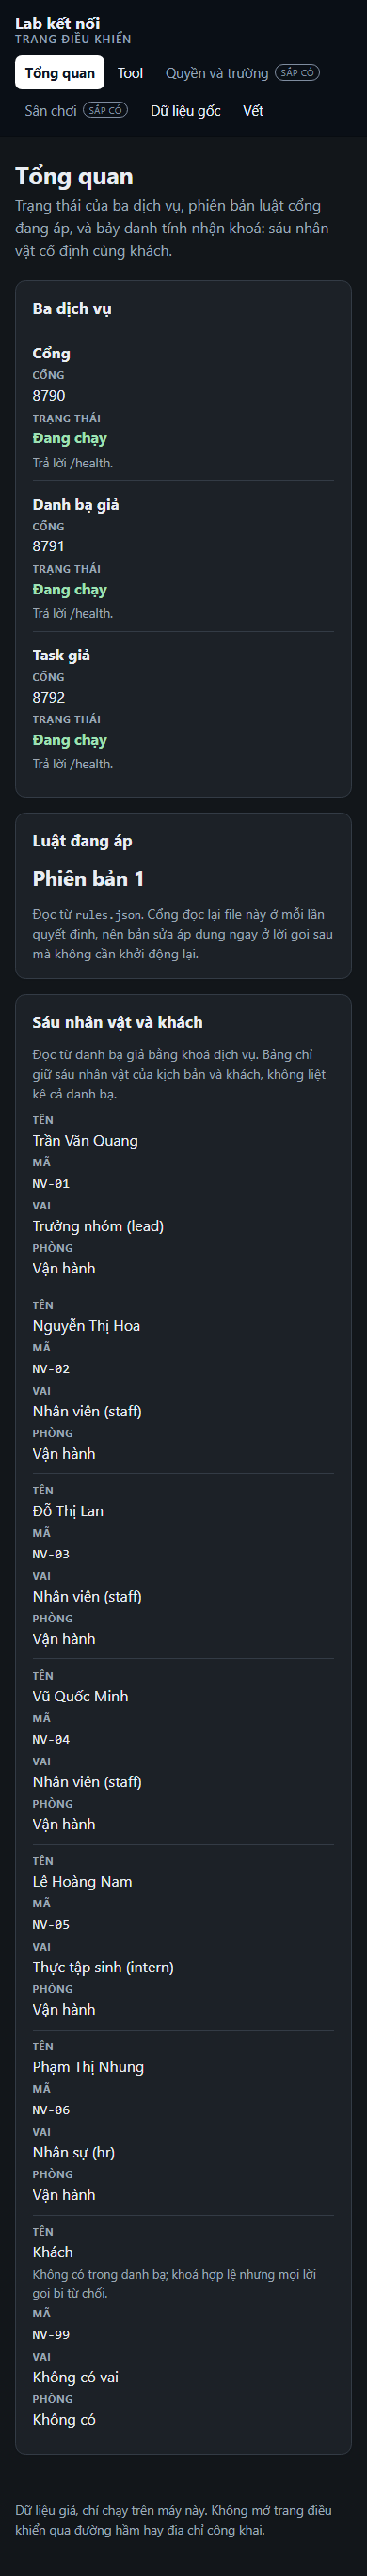 Lab kết nối
TRANG ĐIỀU KHIỂN
Tổng quan Tool Quyền và trường SẮP CÓ
Sân chơi SẮP CÓ Dữ liệu gốc Vết
Tổng quan
Trạng thái của ba dịch vụ, phiên bản luật cổng
đang áp, và bảy danh tính nhận khoá: sáu nhân
vật cố định cùng khách.
Ba dịch vụ
Cổng
CỔNG
8790
TRẠNG THÁI
Đang chạy
Trả lời /health.
Danh bạ giả
CỔNG
8791
TRẠNG THÁI
Đang chạy
Trả lời /health.
Task giả
CỔNG
8792
TRẠNG THÁI
Đang chạy
Trả lời /health.
Luật đang áp
Phiên bản 1
Đọc từ rules.json. Cổng đọc lại file này ở mỗi lần
quyết định, nên bản sửa áp dụng ngay ở lời gọi sau
mà không cần khởi động lại.
Sáu nhân vật và khách
Đọc từ danh bạ giả bằng khoá dịch vụ. Bảng chỉ
giữ sáu nhân vật của kịch bản và khách, không liệt
kê cả danh bạ.
TÊN
Trần Văn Quang
MÃ
NV-01
VAI
Trưởng nhóm (lead)
PHÒNG
Vận hành
TÊN
Nguyễn Thị Hoa
MÃ
NV-02
VAI
Nhân viên (staff)
PHÒNG
Vận hành
TÊN
Đỗ Thị Lan
MÃ
NV-03
VAI
Nhân viên (staff)
PHÒNG
Vận hành
TÊN
Vũ Quốc Minh
MÃ
NV-04
VAI
Nhân viên (staff)
PHÒNG
Vận hành
TÊN
Lê Hoàng Nam
MÃ
NV-05
VAI
Thực tập sinh (intern)
PHÒNG
Vận hành
TÊN
Phạm Thị Nhung
MÃ
NV-06
VAI
Nhân sự (hr)
PHÒNG
Vận hành
TÊN
Khách
Không có trong danh bạ; khoá hợp lệ nhưng mọi lời
gọi bị từ chối.
MÃ
NV-99
VAI
Không có vai
PHÒNG
Không có
Dữ liệu giả, chỉ chạy trên máy này. Không mở trang điều
khiển qua đường hầm hay địa chỉ công khai.